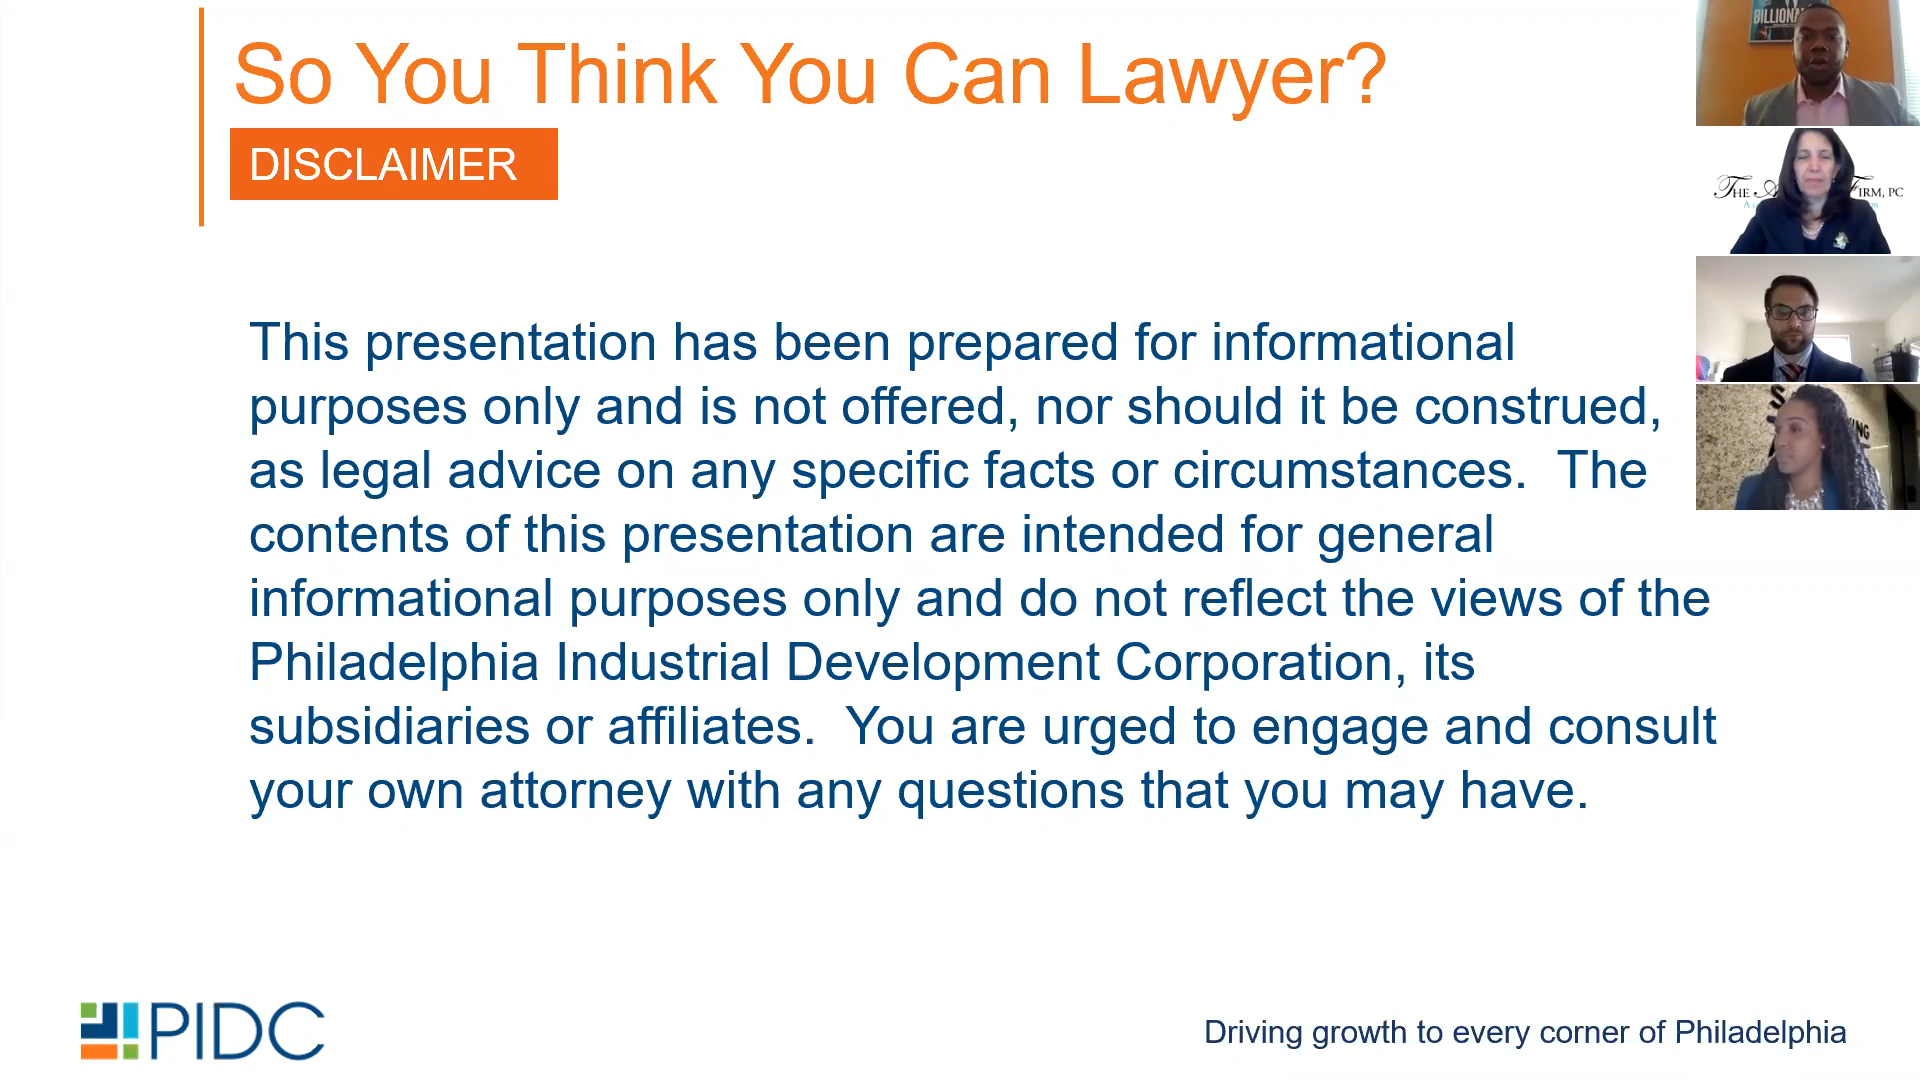 So You Think You Can Lawyer?
DISCLAIMER
This presentation has been prepared for informational
purposes only and is not offered, nor should it be construed,
as legal advice on any specific facts or circumstances.  The
contents of this presentation are intended for general
informational purposes only and do not reflect the views of the
Philadelphia Industrial Development Corporation, its
subsidiaries or affiliates.  You are urged to engage and consult
your own attorney with any questions that you may have.
PIDC
Driving growth to every corner of Philadelphia
THE
FIRM, PC